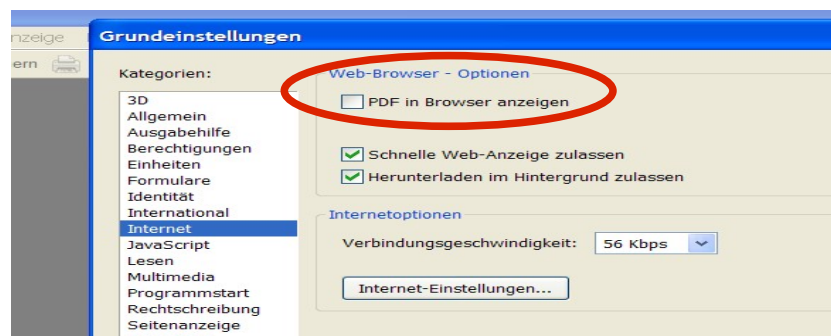 nzeige
Grundeinstellungen
ern
Kategorien:
3D
Allgemein
Ausgabehilfe
Berechtigungen
Einheiten
Formulare
Identität
International
Internet
JavaScript
Lesen
Multimedia
Programmstart
Rechtschreibung
Seitenanzeige
Web-Browser - Optionen
PDF in Browser anzeigen
Schnelle Web-Anzeige zulassen
Herunterladen im Hintergrund zulassen
Internetoptionen
Verbindungsgeschwindigkeit: 56 Kbps
Internet-Einstellungen...